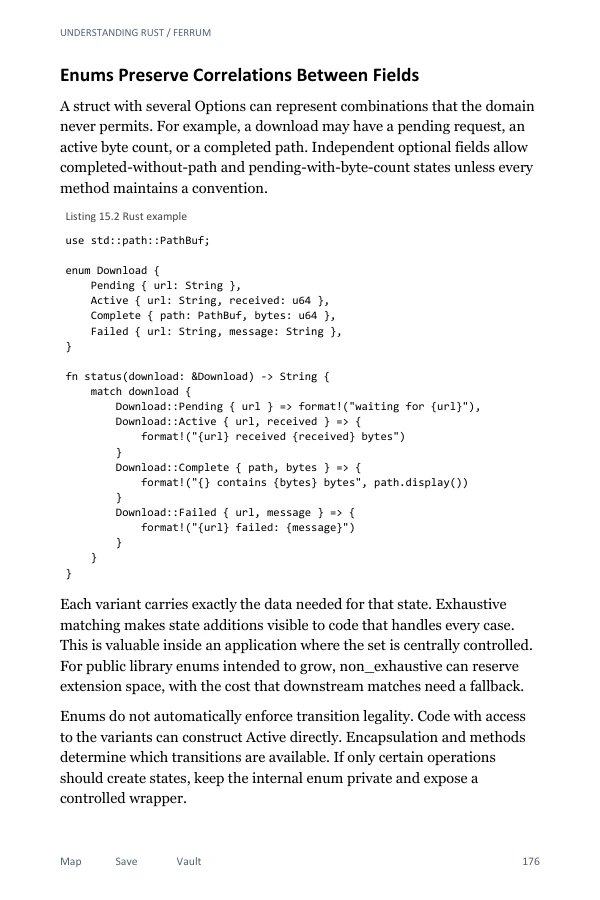 UNDERSTANDING RUST / FERRUM
Enums Preserve Correlations Between Fields
A struct with several Options can represent combinations that the domain
never permits. For example, a download may have a pending request, an
active byte count, or a completed path. Independent optional fields allow
completed-without-path and pending-with-byte-count states unless every
method maintains a convention.
Listing 15.2 Rust example
use std::path::PathBuf;
enum Download {
    Pending { url: String },
    Active { url: String, received: u64 },
    Complete { path: PathBuf, bytes: u64 },
    Failed { url: String, message: String },
}
fn status(download: &Download) -> String {
    match download {
        Download::Pending { url } => format!("waiting for {url}"),
        Download::Active { url, received } => {
            format!("{url} received {received} bytes")
        }
        Download::Complete { path, bytes } => {
            format!("{} contains {bytes} bytes", path.display())
        }
        Download::Failed { url, message } => {
            format!("{url} failed: {message}")
        }
    }
}
Each variant carries exactly the data needed for that state. Exhaustive
matching makes state additions visible to code that handles every case.
This is valuable inside an application where the set is centrally controlled.
For public library enums intended to grow, non_exhaustive can reserve
extension space, with the cost that downstream matches need a fallback.
Enums do not automatically enforce transition legality. Code with access
to the variants can construct Active directly. Encapsulation and methods
determine which transitions are available. If only certain operations
should create states, keep the internal enum private and expose a
controlled wrapper.
Map Save Vault 176